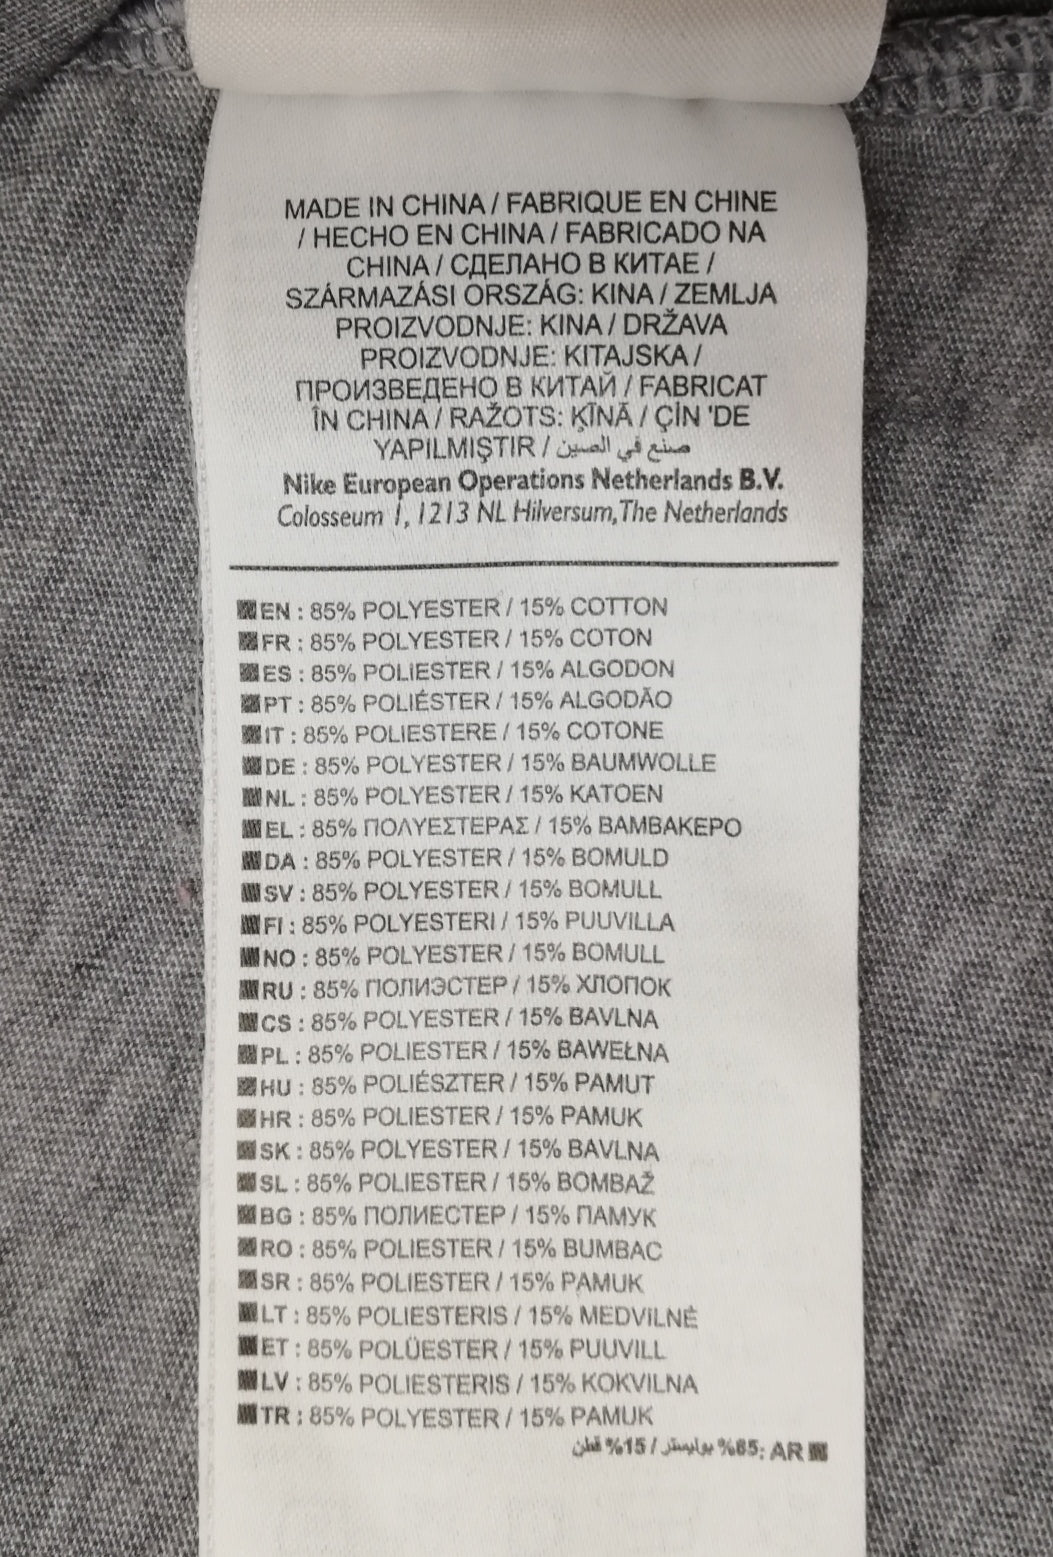 MADE IN CHINA / FABRIQUE EN CHINE
/ HECHO EN CHINA / FABRICADO NA
CHINA / СДЕЛАНО В КИТАЕ /
SZÁRMAZÁSI ORSZÁG: KINA / ZEMLJA
PROIZVODNJE: KINA / DRŽAVA
PROIZVODNJE: KITAJSKA /
ПРОИЗВЕДЕНО В КИТАЙ / FABRICAT
ÎN CHINA / RAŽOTS: ĶĪNĀ / ÇİN 'DE
YAPILMIŞTIR / صنع في الصين
Nike European Operations Netherlands B.V.
Colosseum 1, 1213 NL Hilversum, The Netherlands
EN : 85% POLYESTER / 15% COTTON
FR : 85% POLYESTER / 15% COTON
ES : 85% POLIESTER / 15% ALGODON
PT : 85% POLIÉSTER / 15% ALGODÃO
IT : 85% POLIESTERE / 15% COTONE
DE : 85% POLYESTER / 15% BAUMWOLLE
NL : 85% POLYESTER / 15% KATOEN
EL : 85% ΠΟΛΥΕΣΤΕΡΑΣ / 15% ΒΑΜΒΑΚΕΡΟ
DA : 85% POLYESTER / 15% BOMULD
SV : 85% POLYESTER / 15% BOMULL
FI : 85% POLYESTERI / 15% PUUVILLA
NO : 85% POLYESTER / 15% BOMULL
RU : 85% ПОЛИЭСТЕР / 15% ХЛОПОК
CS : 85% POLYESTER / 15% BAVLNA
PL : 85% POLIESTER / 15% BAWEŁNA
HU : 85% POLIÉSZTER / 15% PAMUT
HR : 85% POLIESTER / 15% PAMUK
SK : 85% POLYESTER / 15% BAVLNA
SL : 85% POLIESTER / 15% BOMBAŽ
BG : 85% ПОЛИЕСТЕР / 15% ПАМУК
RO : 85% POLIESTER / 15% BUMBAC
SR : 85% POLIESTER / 15% PAMUK
LT : 85% POLIESTERIS / 15% MEDVILNĖ
ET : 85% POLÜESTER / 15% PUUVILL
LV : 85% POLIESTERIS / 15% KOKVILNA
TR : 85% POLYESTER / 15% PAMUK
AR :85% بوليستر / 15% قطن